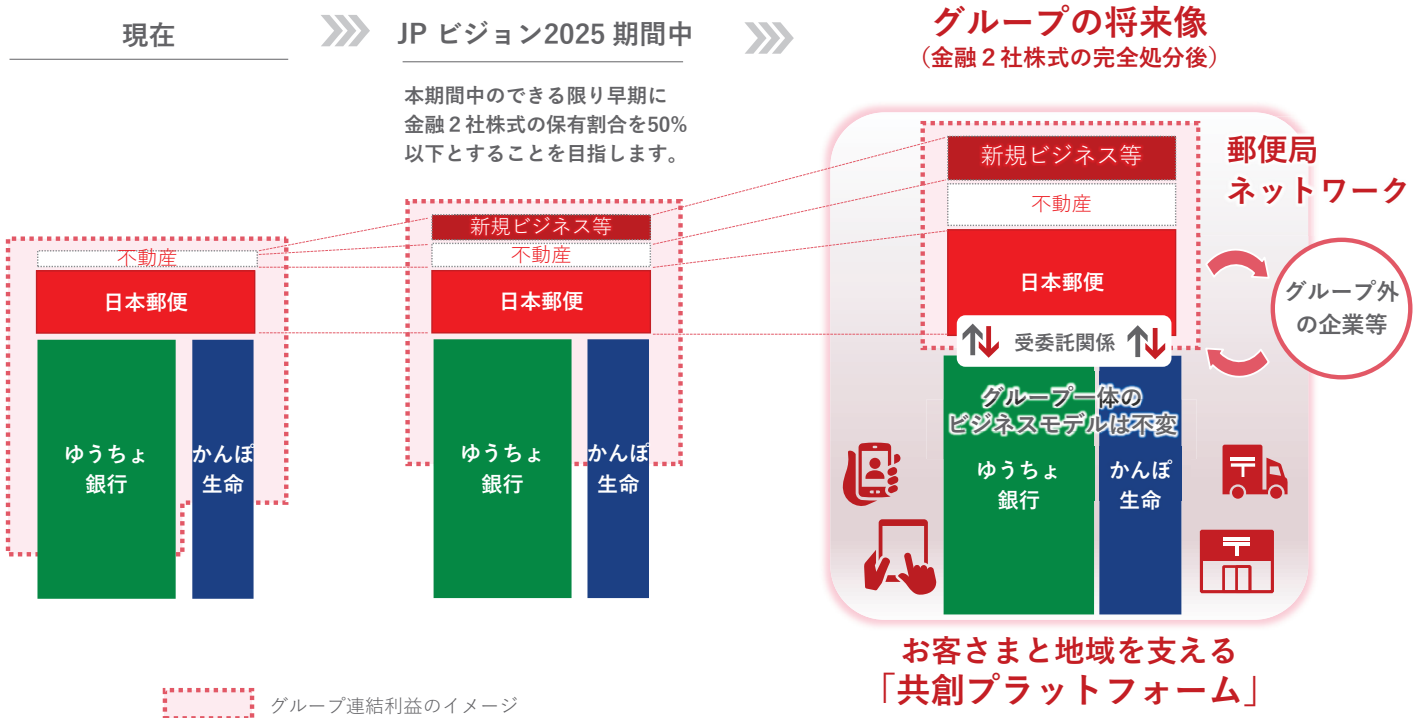 現在
JP ビジョン2025 期間中
本期間中のできる限り早期に
金融２社株式の保有割合を50%
以下とすることを目指します。
グループの将来像
（金融２社株式の完全処分後）
不動産
日本郵便
ゆうちょ
銀行
かんぽ
生命
新規ビジネス等
不動産
日本郵便
ゆうちょ
銀行
かんぽ
生命
新規ビジネス等
不動産
日本郵便
受委託関係
グループ一体の
ビジネスモデルは不変
ゆうちょ
銀行
かんぽ
生命
郵便局
ネットワーク
グループ外
の企業等
お客さまと地域を支える
「共創プラットフォーム」
グループ連結利益のイメージ